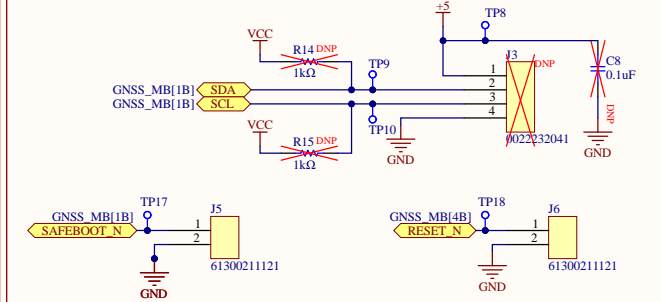 +5
TP8
VCC
R14 DNP
1kΩ
TP9
J3
DNP
C8
0.1uF
DNP
GNSS_MB[1B] SDA
GNSS_MB[1B] SCL
1
2
3
4
VCC
TP10
R15 DNP
1kΩ
GND
0022232041
GND
TP17
GNSS_MB[1B]
SAFEBOOT_N
J5
1
2
61300211121
GND
TP18
GNSS_MB[4B]
RESET_N
J6
1
2
61300211121
GND